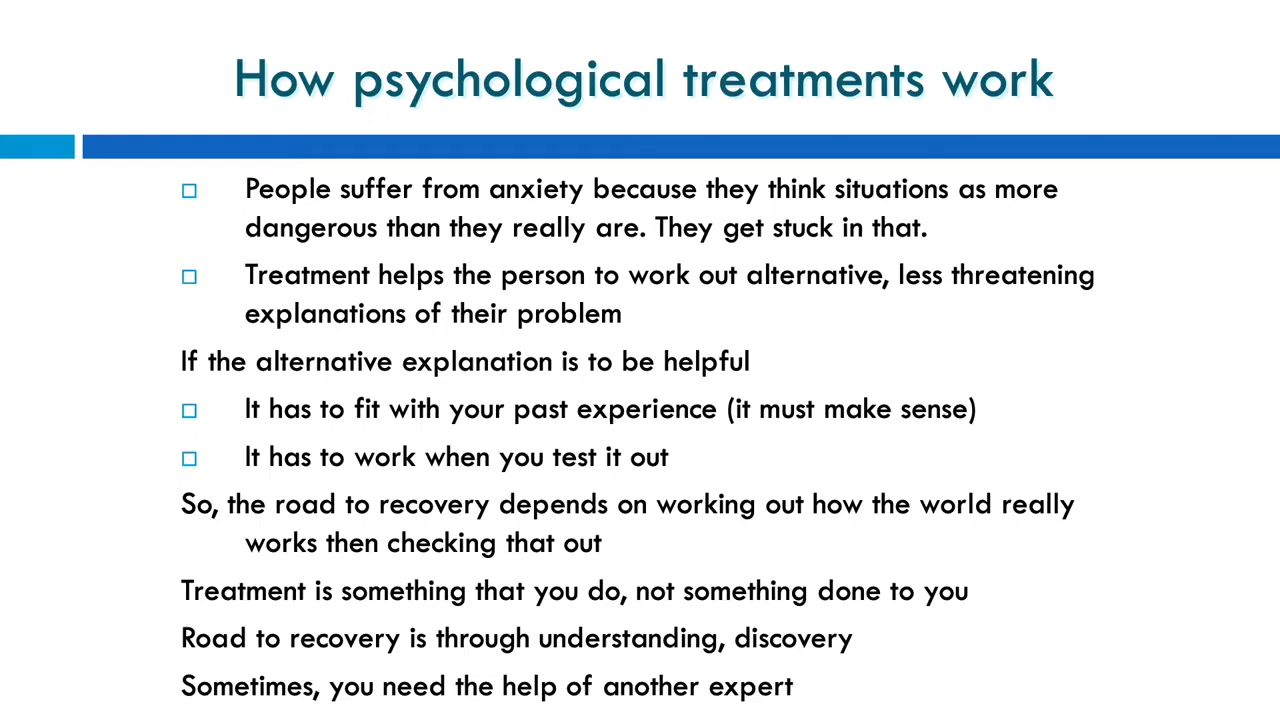 How psychological treatments work
People suffer from anxiety because they think situations as more
dangerous than they really are. They get stuck in that.
Treatment helps the person to work out alternative, less threatening
explanations of their problem
If the alternative explanation is to be helpful
It has to fit with your past experience (it must make sense)
It has to work when you test it out
So, the road to recovery depends on working out how the world really
works then checking that out
Treatment is something that you do, not something done to you
Road to recovery is through understanding, discovery
Sometimes, you need the help of another expert